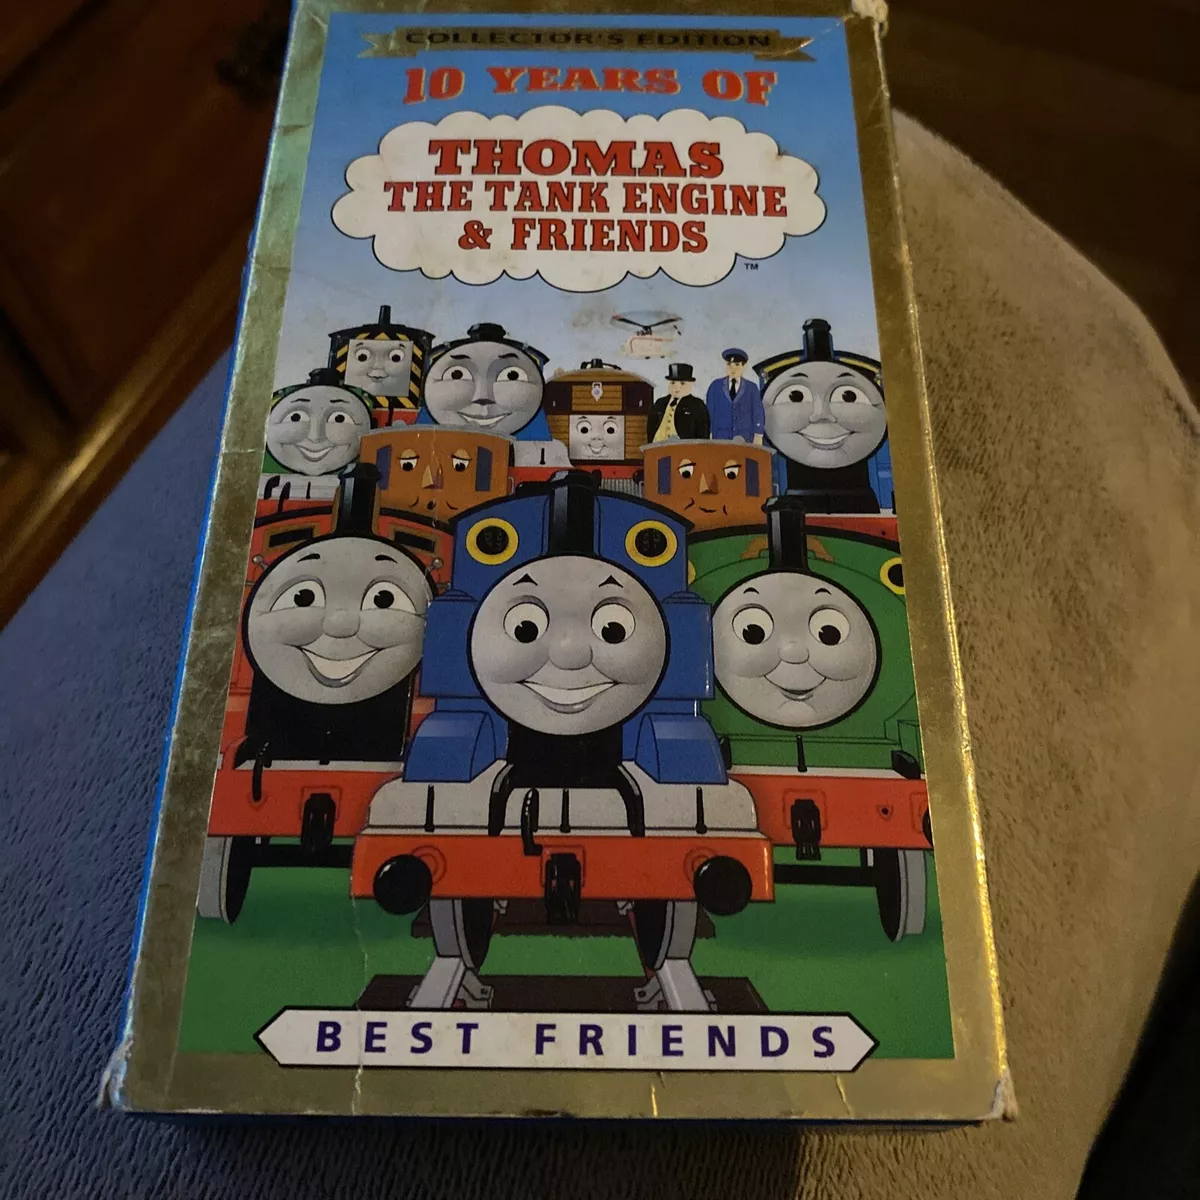 COLLECTOR'S EDITION
10 YEARS OF
THOMAS
THE TANK ENGINE
& FRIENDS
TM
BEST FRIENDS